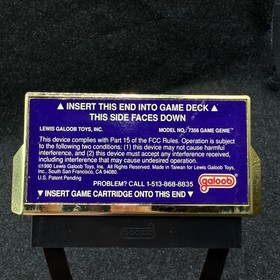 ▲ INSERT THIS END INTO GAME DECK ▲
THIS SIDE FACES DOWN
LEWIS GALOOB TOYS, INC. MODEL NO. 7356 GAME GENIE™
This device complies with Part 15 of the FCC Rules. Operation is subject
to the following two conditions: (1) this device may not cause harmful
interference, and (2) this device must accept any interference received,
including interference that may cause undesired operation.
©1990 Lewis Galoob Toys, Inc. All Rights Reserved. Made in Taiwan for Lewis Galoob Toys,
Inc., South San Francisco, CA 94080.
U.S. Patent Pending
PROBLEM? CALL 1-513-868-8835
galoob
▼ INSERT GAME CARTRIDGE ONTO THIS END ▼